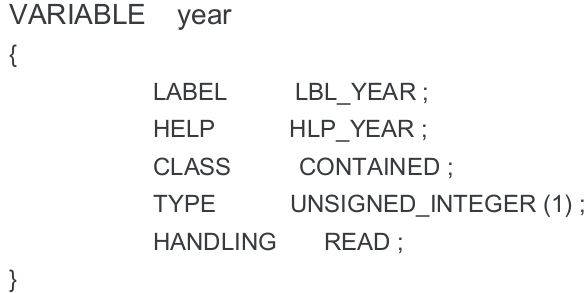 VARIABLE year
{
LABEL LBL_YEAR ;
HELP HLP_YEAR ;
CLASS CONTAINED ;
TYPE UNSIGNED_INTEGER (1) ;
HANDLING READ ;
}